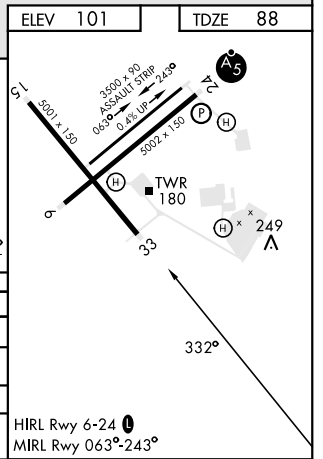 ELEV 101
TDZE 88
A5
3500 x 90
ASSAULT STRIP
063° 243°
0.4% UP
15
24
5001 x 150
5002 x 150
P
H
H
TWR
180
6
33
H
x x 249
332°
HIRL Rwy 6-24 L
MIRL Rwy 063°-243°